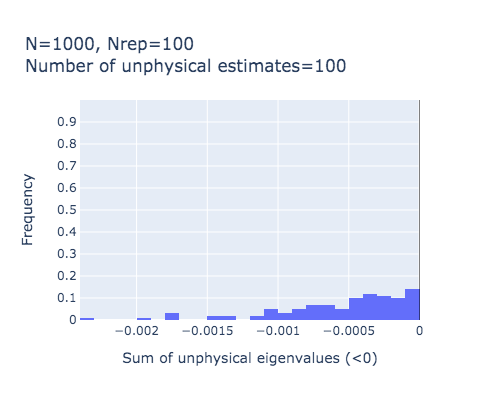 N=1000, Nrep=100
Number of unphysical estimates=100
0.9
0.8
0.7
0.6
0.5
0.4
0.3
0.2
0.1
0
Frequency
−0.002 −0.0015 −0.001 −0.0005 0
Sum of unphysical eigenvalues (<0)